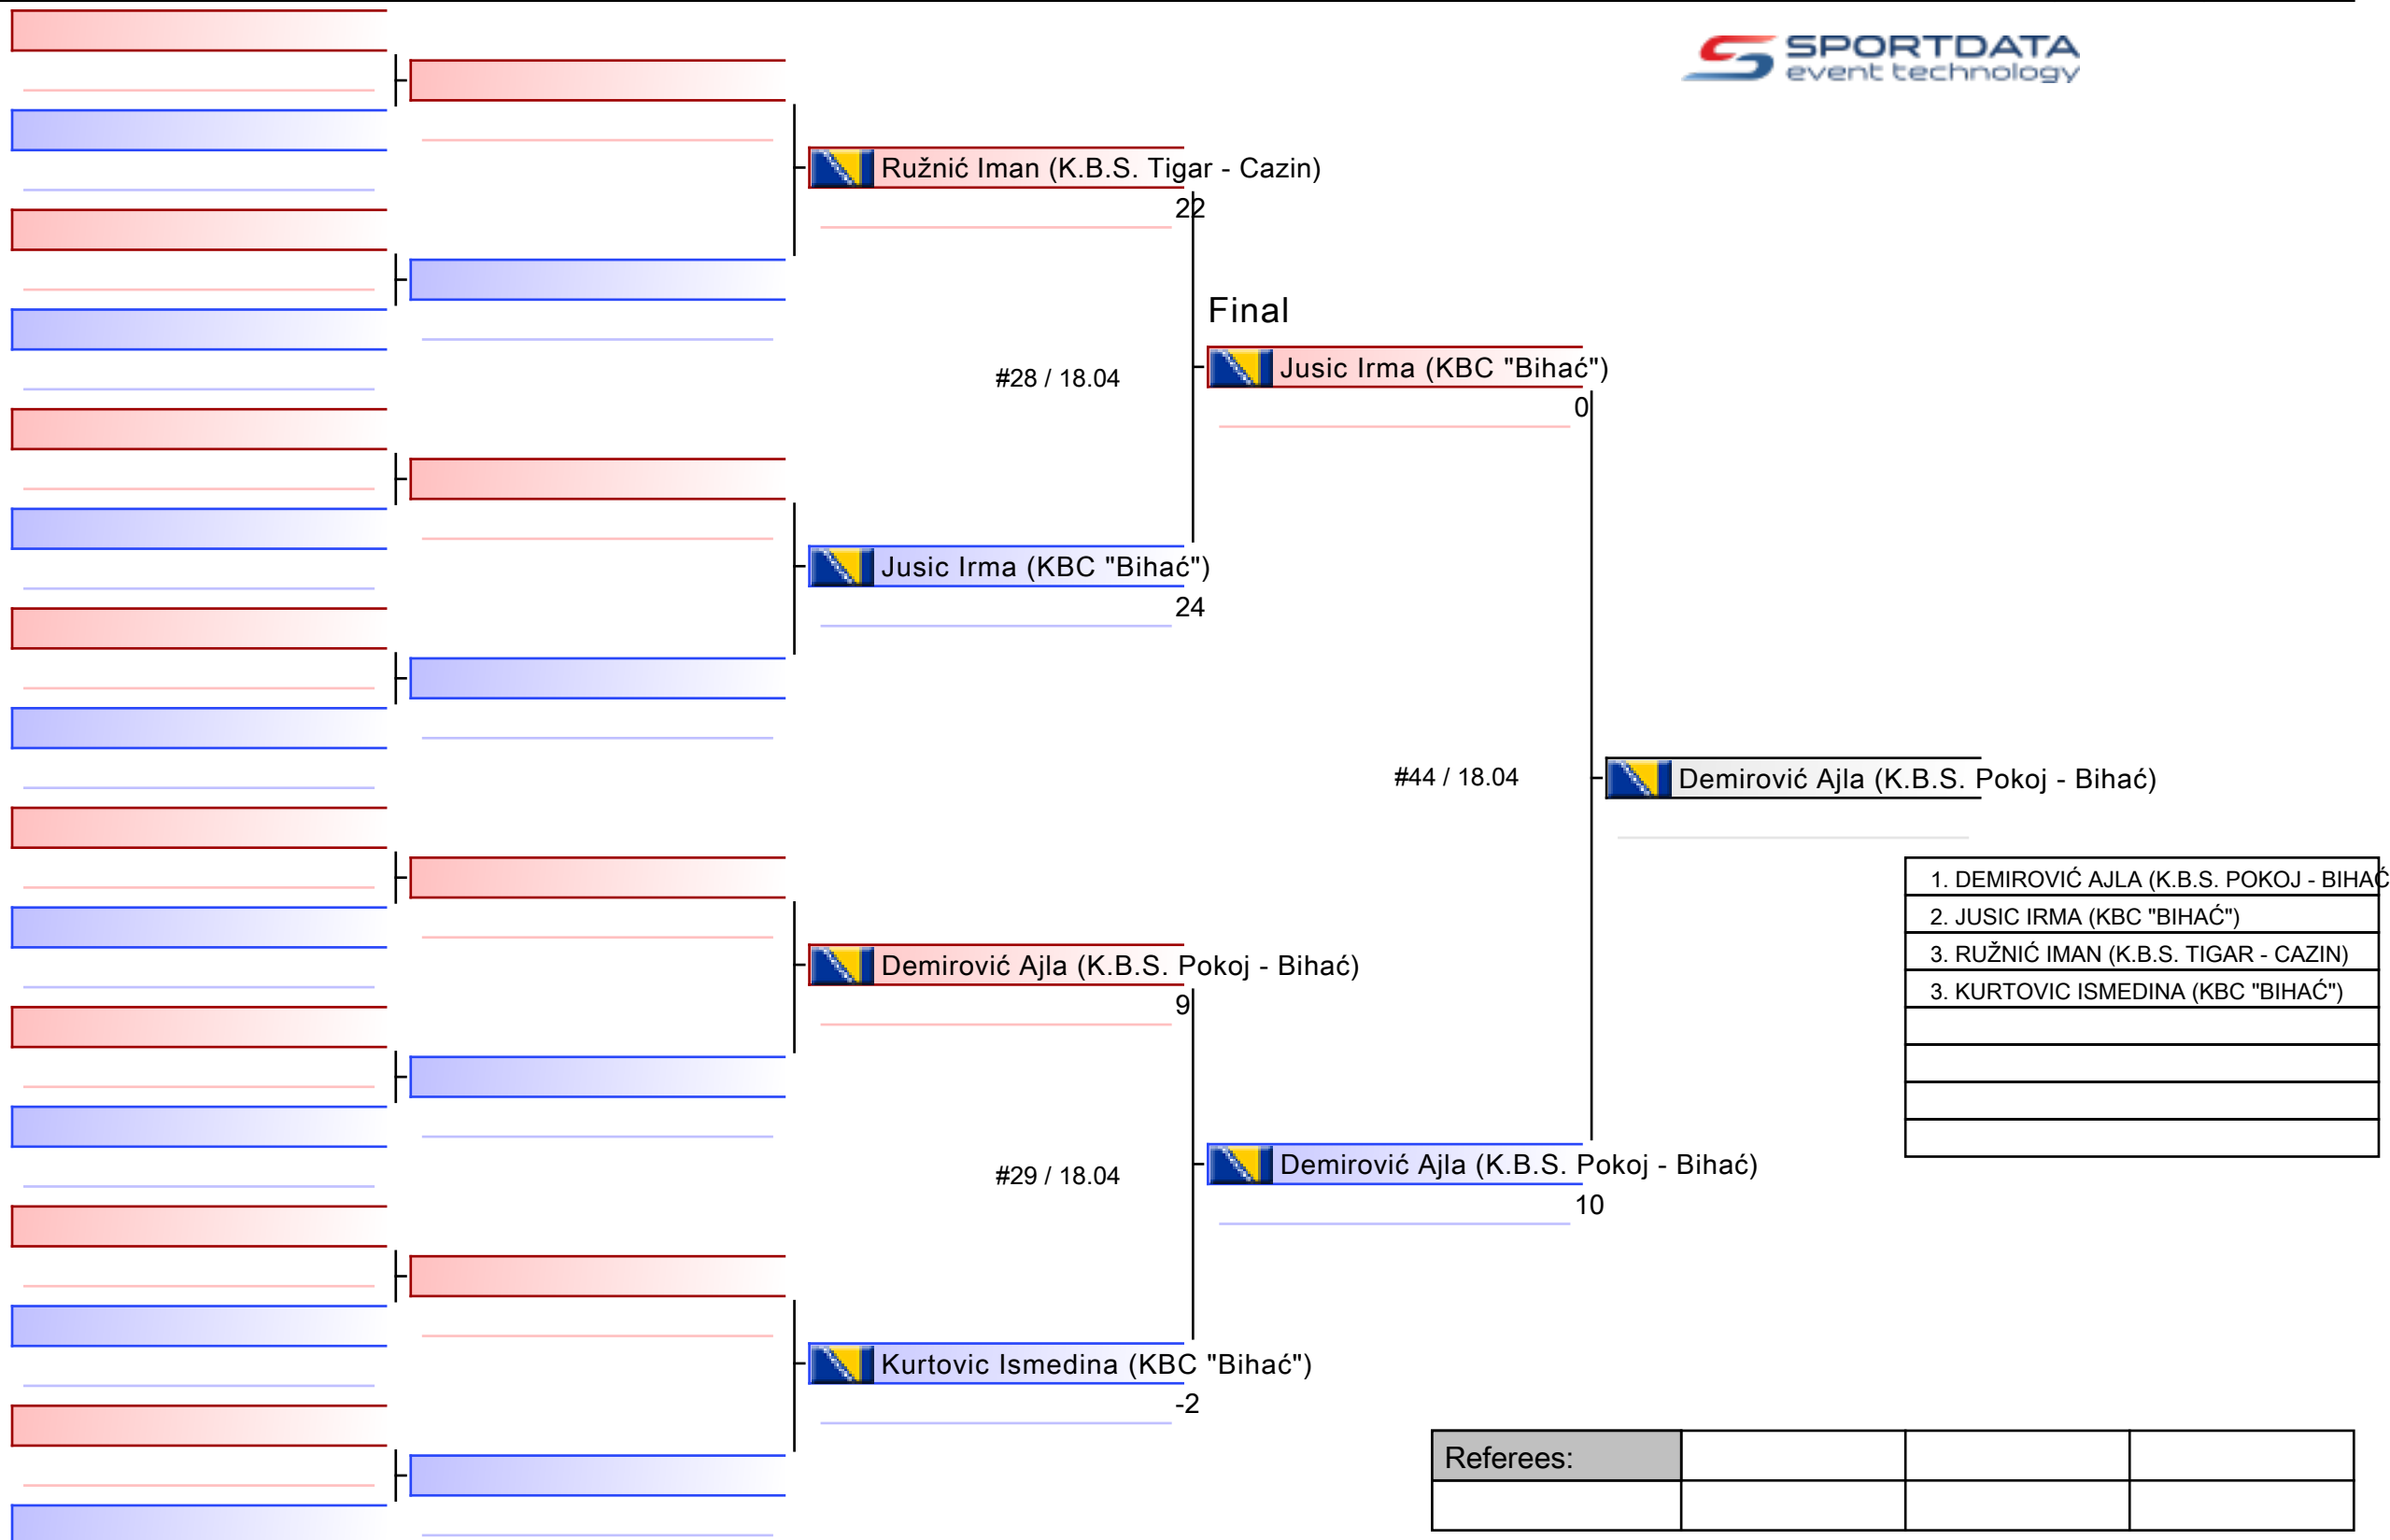 SPORTDATA
event technology
Ružnić Iman (K.B.S. Tigar - Cazin)
22
Final
#28 / 18.04
Jusic Irma (KBC "Bihać")
0
Jusic Irma (KBC "Bihać")
24
#44 / 18.04
Demirović Ajla (K.B.S. Pokoj - Bihać)
1. DEMIROVIĆ AJLA (K.B.S. POKOJ - BIHAĆ
2. JUSIC IRMA (KBC "BIHAĆ")
3. RUŽNIĆ IMAN (K.B.S. TIGAR - CAZIN)
3. KURTOVIC ISMEDINA (KBC "BIHAĆ")
Demirović Ajla (K.B.S. Pokoj - Bihać)
9
#29 / 18.04
Demirović Ajla (K.B.S. Pokoj - Bihać)
10
Kurtovic Ismedina (KBC "Bihać")
-2
Referees: